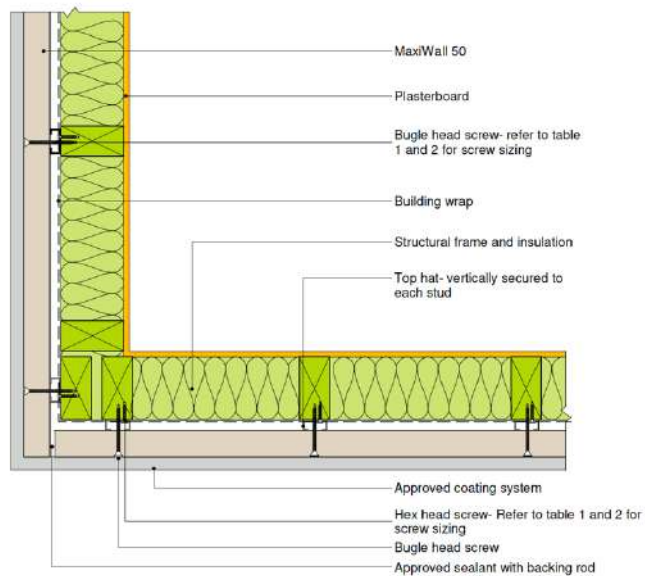 MaxiWall 50
Plasterboard
Bugle head screw- refer to table
1 and 2 for screw sizing
Building wrap
Structural frame and insulation
Top hat- vertically secured to
each stud
Approved coating system
Hex head screw- Refer to table 1 and 2 for
screw sizing
Bugle head screw
Approved sealant with backing rod